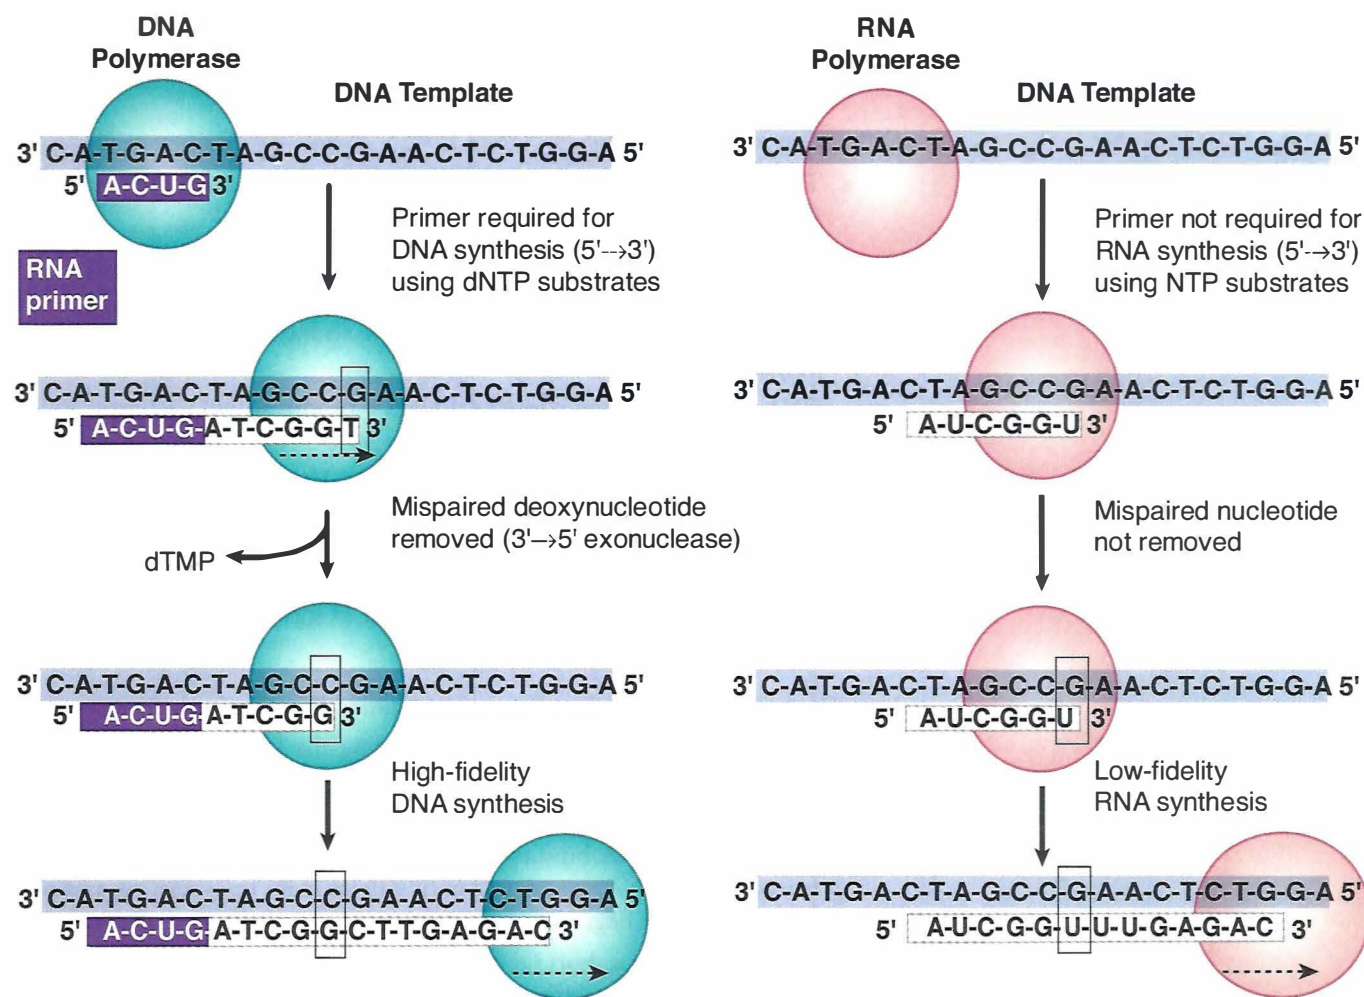 DNA
Polymerase
DNA Template
3' C-A-T-G-A-C-T-A-G-C-C-G-A-A-C-T-C-T-G-G-A 5'
5' A-C-U-G 3'
RNA
primer
Primer required for
DNA synthesis (5'-→3')
using dNTP substrates
3' C-A-T-G-A-C-T-A-G-C-C-G-A-A-C-T-C-T-G-G-A 5'
5' A-C-U-G-A-T-C-G-G-T 3'
Mispaired deoxynucleotide
removed (3'→5' exonuclease)
dTMP
3' C-A-T-G-A-C-T-A-G-C-C-G-A-A-C-T-C-T-G-G-A 5'
5' A-C-U-G-A-T-C-G-G 3'
High-fidelity
DNA synthesis
3' C-A-T-G-A-C-T-A-G-C-C-G-A-A-C-T-C-T-G-G-A 5'
5' A-C-U-G-A-T-C-G-G-C-T-T-G-A-G-A-C 3'
RNA
Polymerase
DNA Template
3' C-A-T-G-A-C-T-A-G-C-C-G-A-A-C-T-C-T-G-G-A 5'
Primer not required for
RNA synthesis (5'-→3')
using NTP substrates
3' C-A-T-G-A-C-T-A-G-C-C-G-A-A-C-T-C-T-G-G-A 5'
5' A-U-C-G-G-U 3'
Mispaired nucleotide
not removed
3' C-A-T-G-A-C-T-A-G-C-C-G-A-A-C-T-C-T-G-G-A 5'
5' A-U-C-G-G-U 3'
Low-fidelity
RNA synthesis
3' C-A-T-G-A-C-T-A-G-C-C-G-A-A-C-T-C-T-G-G-A 5'
5' A-U-C-G-G-U-U-U-G-A-G-A-C 3'